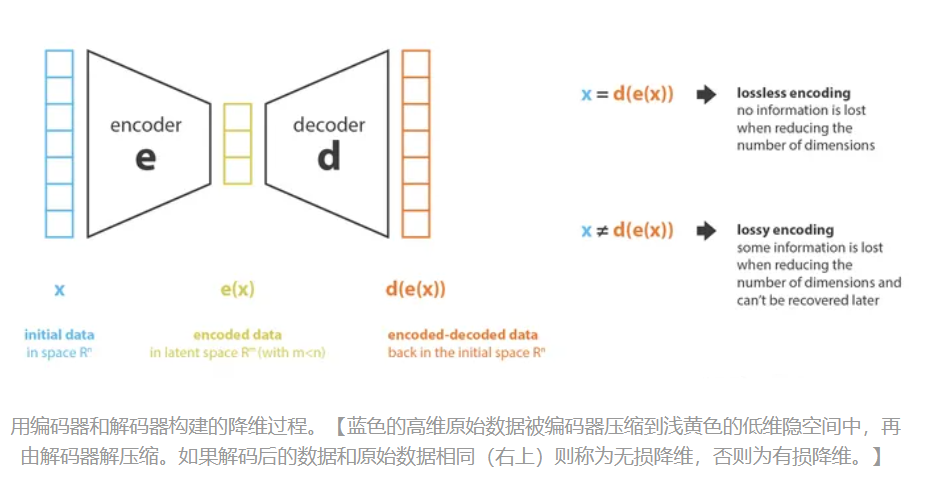 encoder
e
decoder
d
x = d(e(x))
lossless encoding
no information is lost
when reducing the
number of dimensions
x ≠ d(e(x))
lossy encoding
some information is lost
when reducing the
number of dimensions and
can't be recovered later
x
e(x)
d(e(x))
initial data
in space Rⁿ
encoded data
in latent space Rᵐ (with m<n)
encoded-decoded data
back in the initial space Rⁿ
用编码器和解码器构建的降维过程。【蓝色的高维原始数据被编码器压缩到浅黄色的低维隐空间中，再
由解码器解压缩。如果解码后的数据和原始数据相同（右上）则称为无损降维，否则为有损降维。】